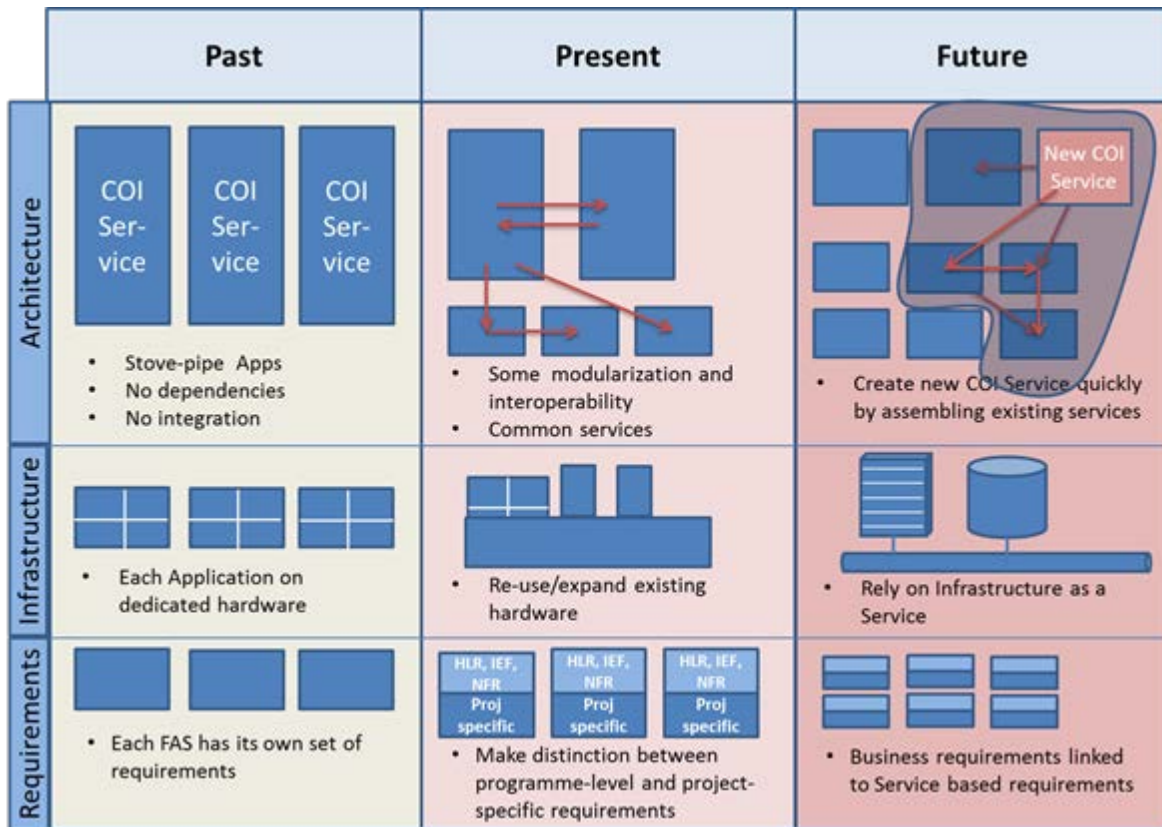 Past
Present
Future
Architecture
COI
Ser-
vice
COI
Ser-
vice
COI
Ser-
vice
• Stove-pipe Apps
• No dependencies
• No integration
• Some modularization and
interoperability
• Common services
New COI
Service
• Create new COI Service quickly
by assembling existing services
Infrastructure
• Each Application on
dedicated hardware
• Re-use/expand existing
hardware
• Rely on Infrastructure as a
Service
Requirements
• Each FAS has its own set of
requirements
HLR, IEF,
NFR
Proj
specific
HLR, IEF,
NFR
Proj
specific
HLR, IEF,
NFR
Proj
specific
• Make distinction between
programme-level and project-
specific requirements
• Business requirements linked
to Service based requirements